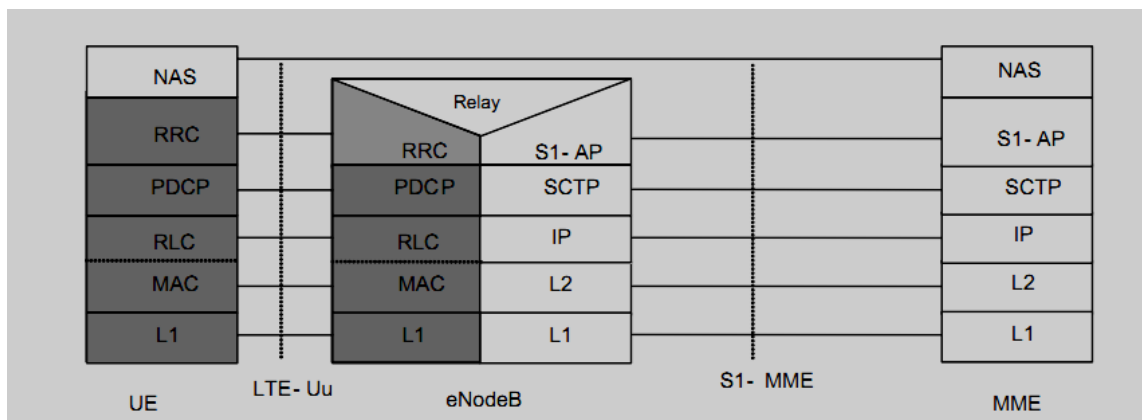 NAS
RRC
PDCP
RLC
MAC
L1
UE
LTE- Uu
Relay
RRC
PDCP
RLC
MAC
L1
S1- AP
SCTP
IP
L2
L1
eNodeB
S1- MME
NAS
S1- AP
SCTP
IP
L2
L1
MME